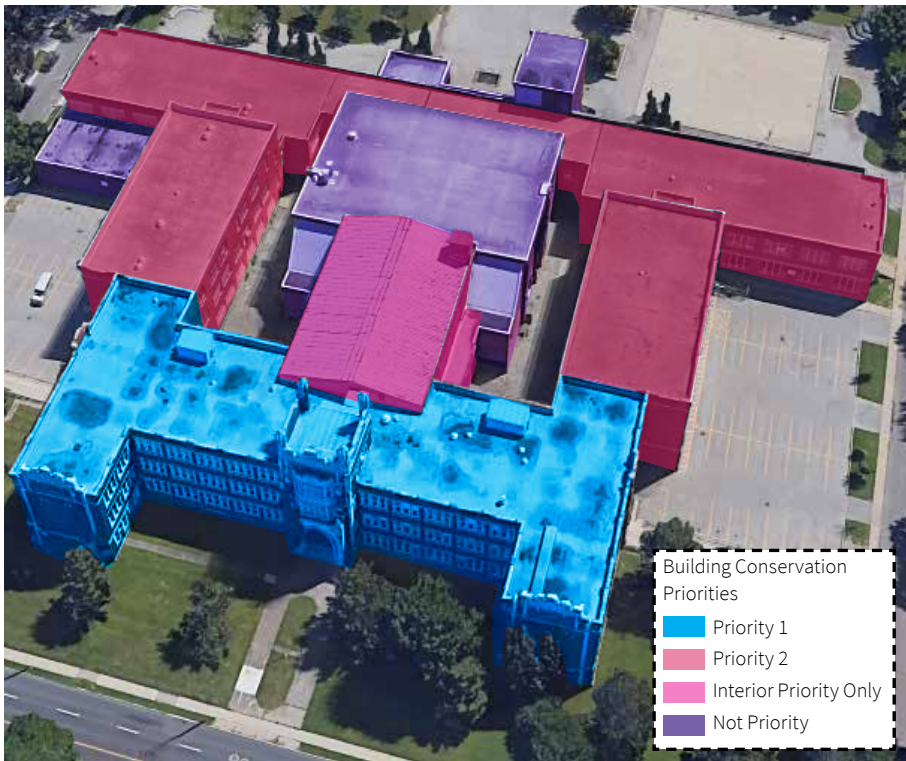 Building Conservation
Priorities
Priority 1
Priority 2
Interior Priority Only
Not Priority